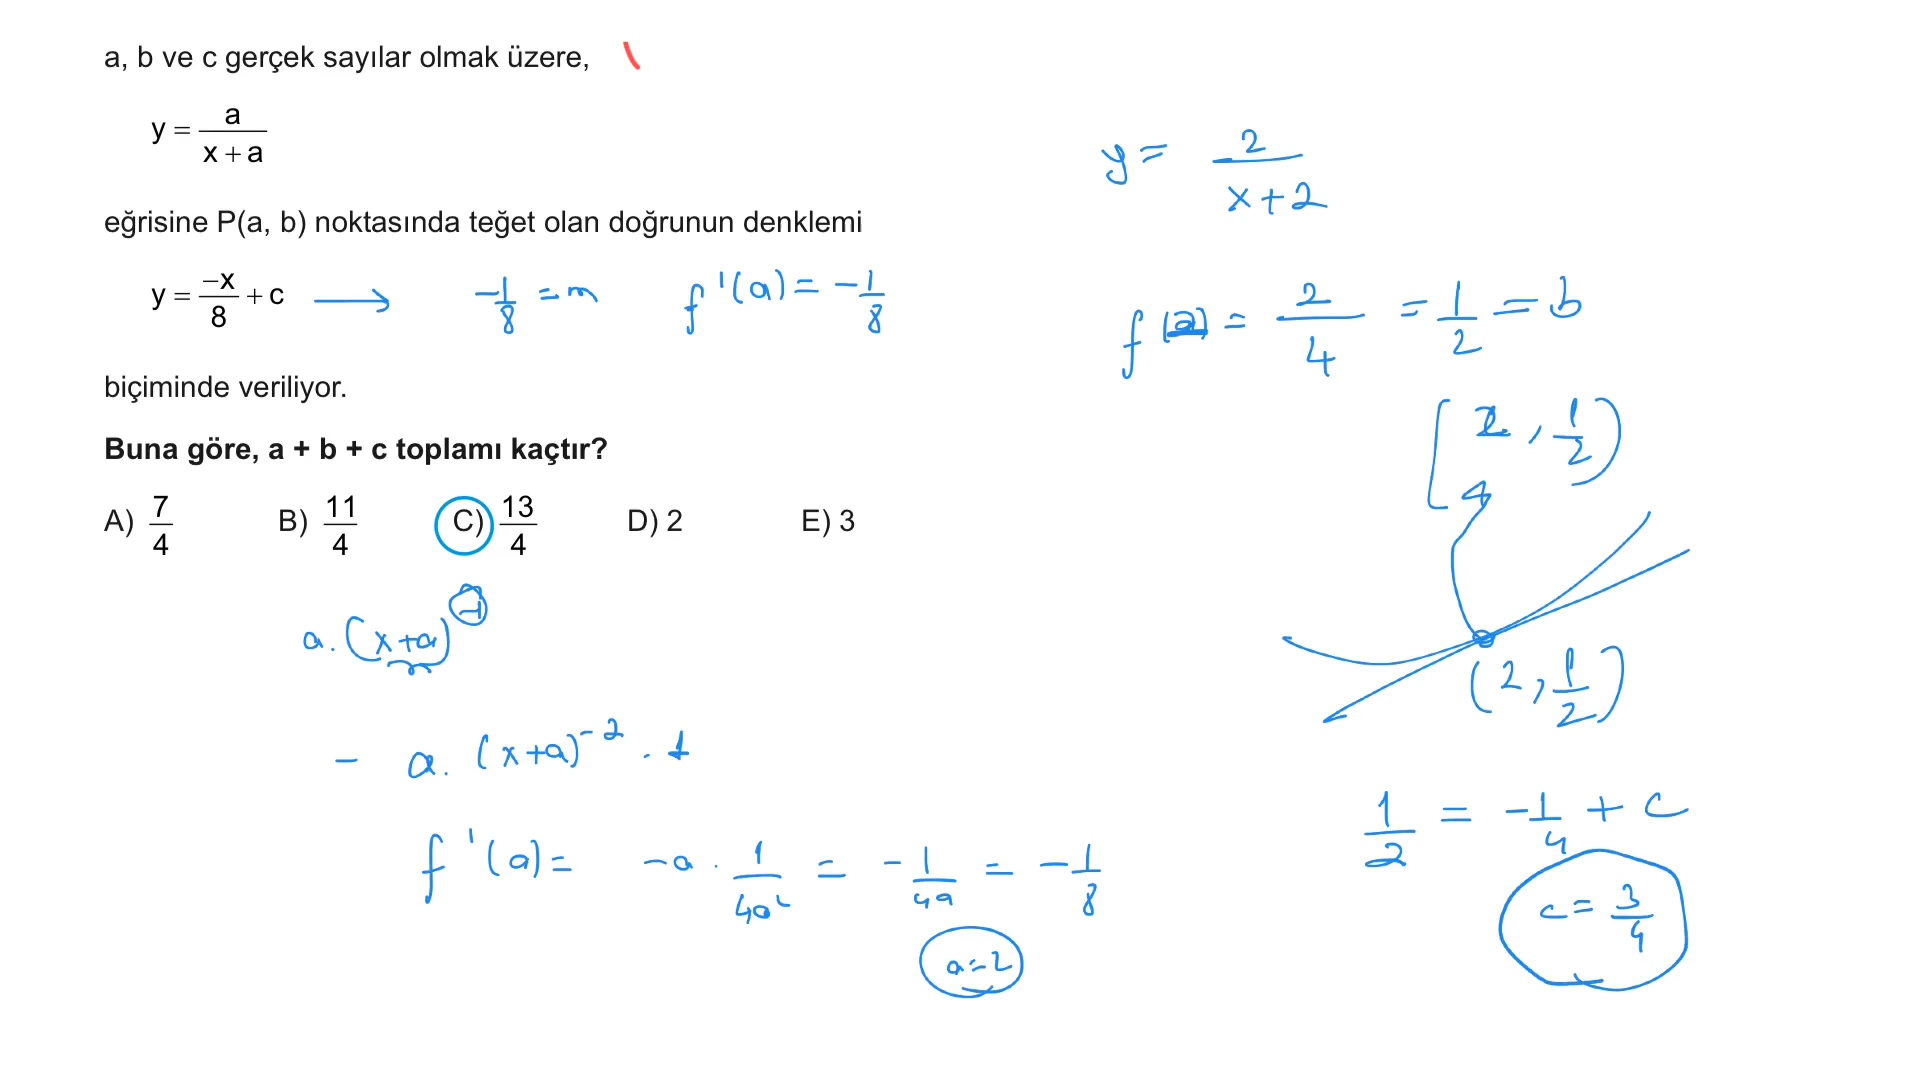 a, b ve c gerçek sayılar olmak üzere,
y = a / (x + a)
eğrisine P(a, b) noktasında teğet olan doğrunun denklemi
y = -x/8 + c → -1/8 = m f'(a) = -1/8
biçiminde veriliyor.
Buna göre, a + b + c toplamı kaçtır?
A) 7/4 B) 11/4 C) 13/4 D) 2 E) 3
a.(x+a)^-1
- a.(x+a)^-2 . 1
f'(a) = -a . 1/4a² = -1/4a = -1/8
a=2
y = 2 / (x+2)
f(2) = 2/4 = 1/2 = b
(2, 1/2)
(2, 1/2)
1/2 = -1/4 + c
c = 3/4